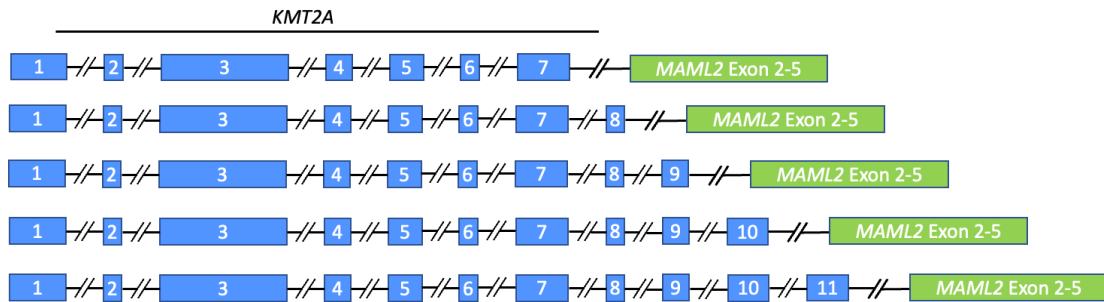 KMT2A
1 2 3 4 5 6 7 MAML2 Exon 2-5
1 2 3 4 5 6 7 8 MAML2 Exon 2-5
1 2 3 4 5 6 7 8 9 MAML2 Exon 2-5
1 2 3 4 5 6 7 8 9 10 MAML2 Exon 2-5
1 2 3 4 5 6 7 8 9 10 11 MAML2 Exon 2-5